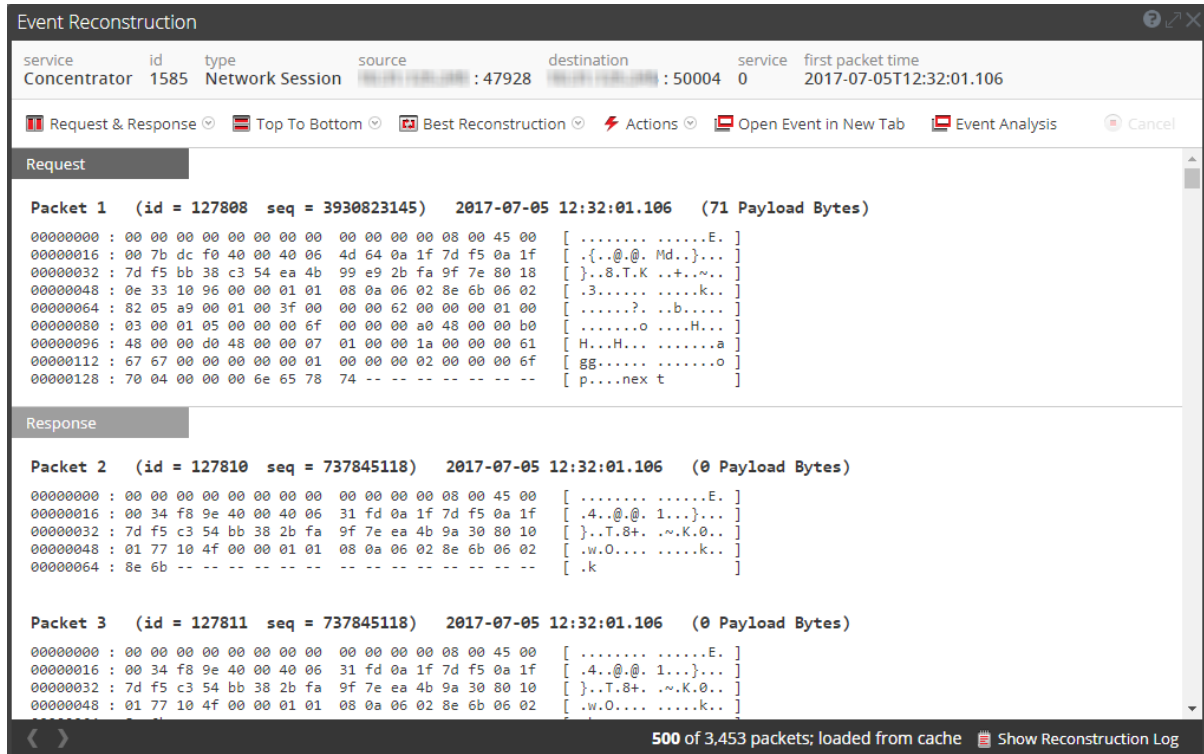 Event Reconstruction
service id type source destination service first packet time
Concentrator 1585 Network Session : 47928 : 50004 0 2017-07-05T12:32:01.106
Request & Response Top To Bottom Best Reconstruction Actions Open Event in New Tab Event Analysis Cancel
Request
Packet 1 (id = 127808 seq = 3930823145) 2017-07-05 12:32:01.106 (71 Payload Bytes)
00000000 : 00 00 00 00 00 00 00 00 00 00 00 00 08 00 45 00 [ ........ ......E. ]
00000016 : 00 7b dc f0 40 00 40 06 4d 64 0a 1f 7d f5 0a 1f [ .{..@.@. Md..}... ]
00000032 : 7d f5 bb 38 c3 54 ea 4b 99 e9 2b fa 9f 7e 80 18 [ }..8.T.K ..+..~.. ]
00000048 : 0e 33 10 96 00 00 01 01 08 0a 06 02 8e 6b 06 02 [ .3...... .....k.. ]
00000064 : 82 05 a9 00 01 00 3f 00 00 00 62 00 00 00 01 00 [ ......?. ..b..... ]
00000080 : 03 00 01 05 00 00 00 6f 00 00 00 a0 48 00 00 b0 [ .......o ....H... ]
00000096 : 48 00 00 d0 48 00 00 07 01 00 00 1a 00 00 00 61 [ H...H... .......a ]
00000112 : 67 67 00 00 00 00 00 01 00 00 00 02 00 00 00 6f [ gg...... .......o ]
00000128 : 70 04 00 00 00 6e 65 78 74 -- -- -- -- -- -- -- [ p....nex t ]
Response
Packet 2 (id = 127810 seq = 737845118) 2017-07-05 12:32:01.106 (0 Payload Bytes)
00000000 : 00 00 00 00 00 00 00 00 00 00 00 00 08 00 45 00 [ ........ ......E. ]
00000016 : 00 34 f8 9e 40 00 40 06 31 fd 0a 1f 7d f5 0a 1f [ .4..@.@. 1...}... ]
00000032 : 7d f5 c3 54 bb 38 2b fa 9f 7e ea 4b 9a 30 80 10 [ }..T.8+. .~.K.0.. ]
00000048 : 01 77 10 4f 00 00 01 01 08 0a 06 02 8e 6b 06 02 [ .w.O.... .....k.. ]
00000064 : 8e 6b -- -- -- -- -- -- -- -- -- -- -- -- -- -- [ .k ]
Packet 3 (id = 127811 seq = 737845118) 2017-07-05 12:32:01.106 (0 Payload Bytes)
00000000 : 00 00 00 00 00 00 00 00 00 00 00 00 08 00 45 00 [ ........ ......E. ]
00000016 : 00 34 f8 9e 40 00 40 06 31 fd 0a 1f 7d f5 0a 1f [ .4..@.@. 1...}... ]
00000032 : 7d f5 c3 54 bb 38 2b fa 9f 7e ea 4b 9a 30 80 10 [ }..T.8+. .~.K.0.. ]
00000048 : 01 77 10 4f 00 00 01 01 08 0a 06 02 8e 6b 06 02 [ .w.O.... .....k.. ]
500 of 3,453 packets; loaded from cache Show Reconstruction Log